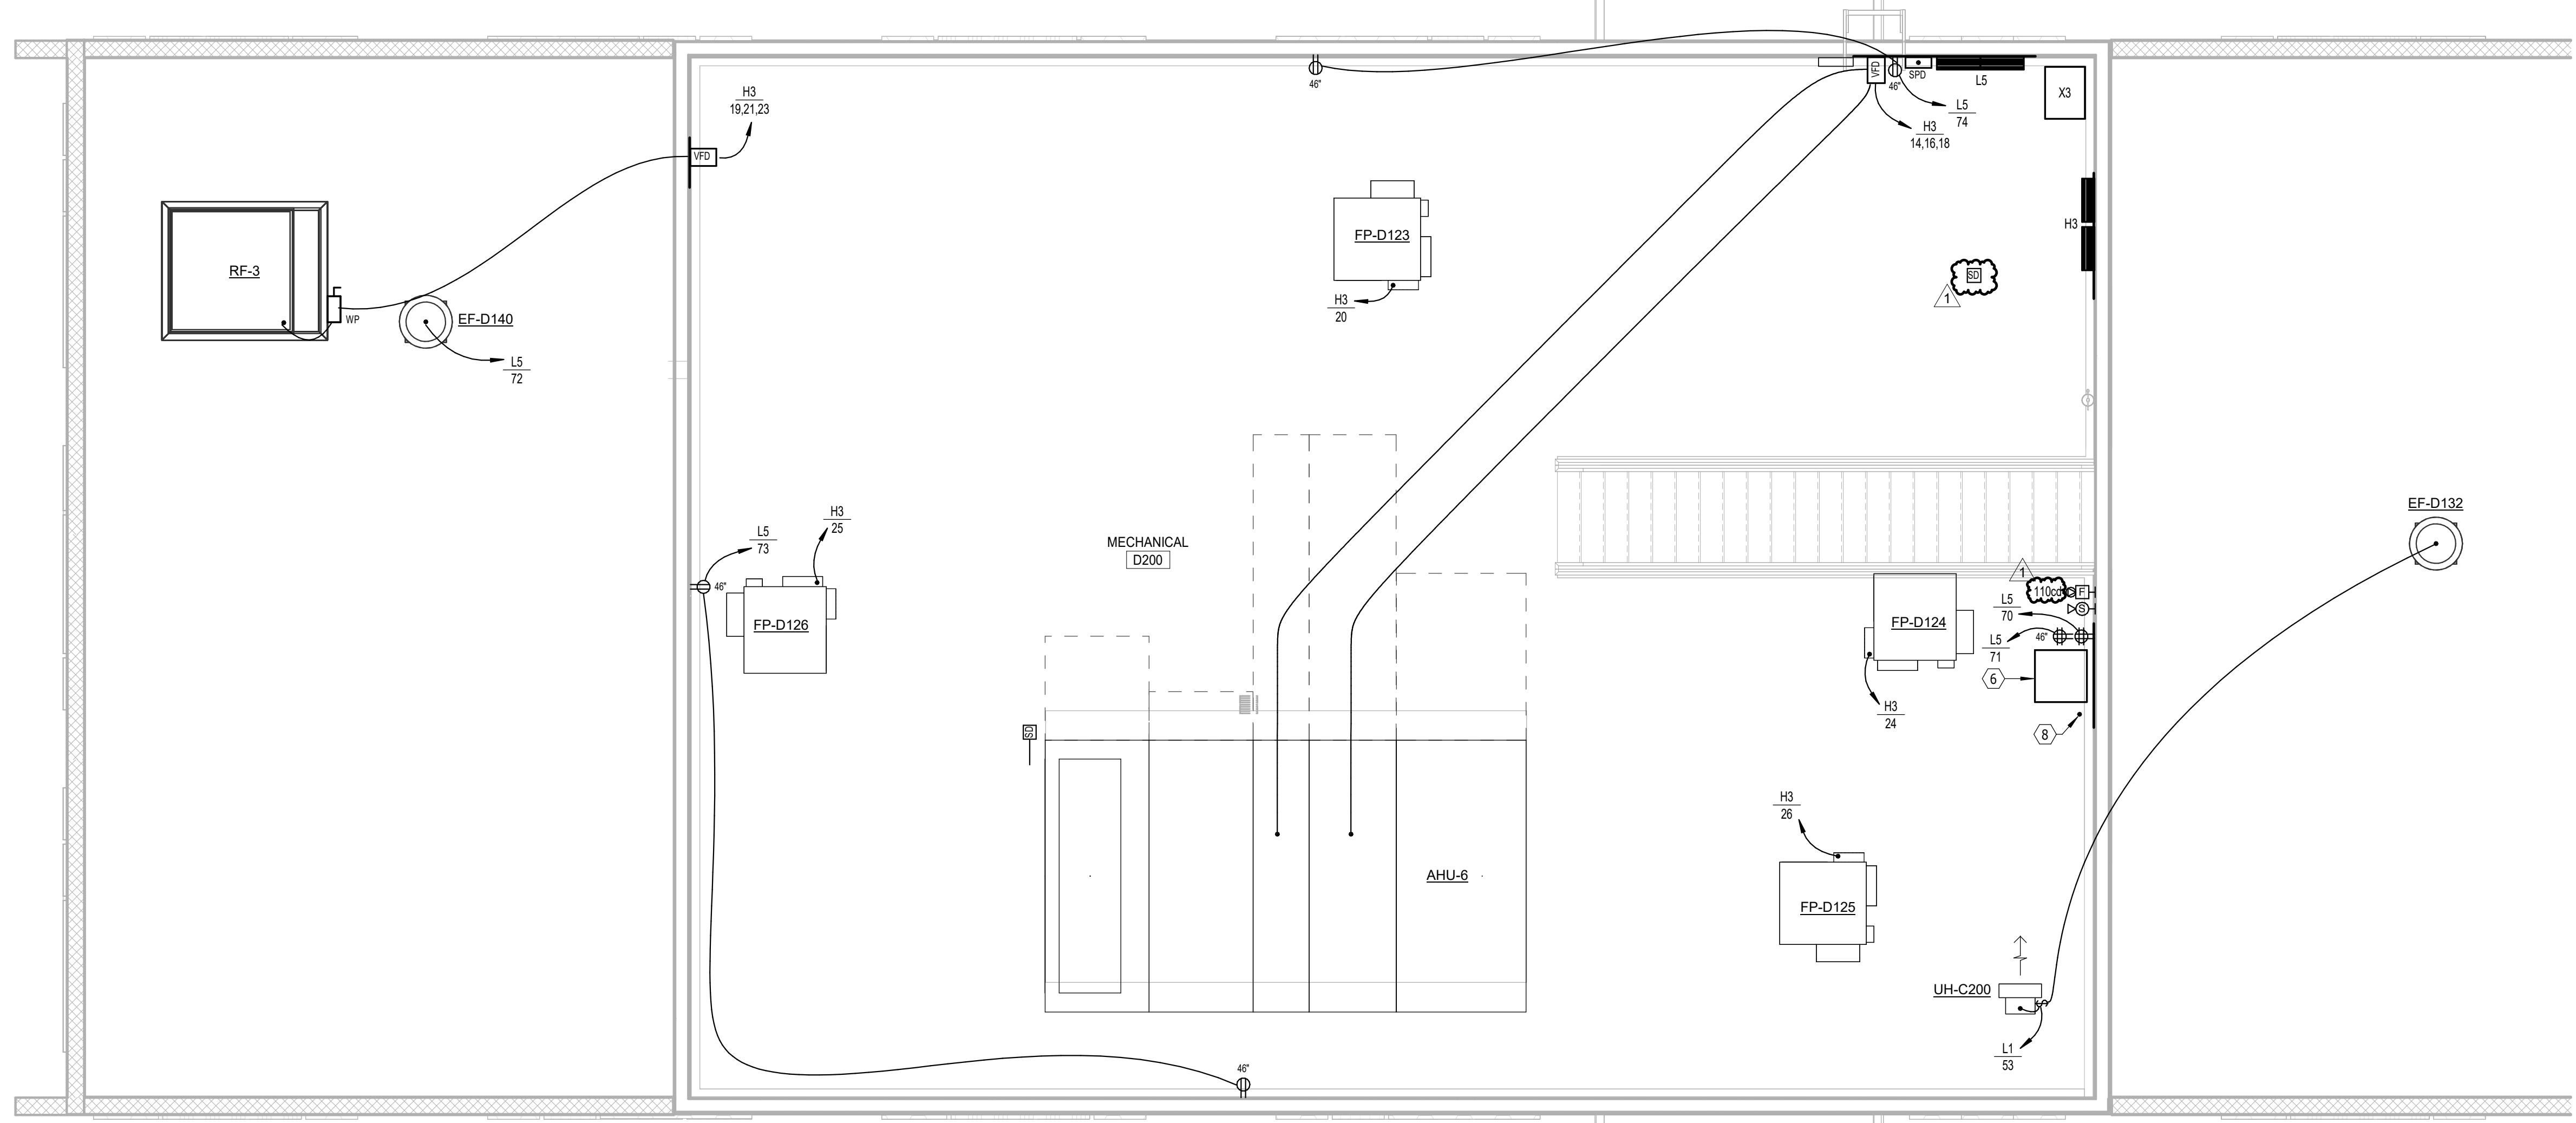 46"
VFD
46"
SPD
L5
X3
L5
74
H3
14,16,18
H3
19,21,23
VFD
H3
FP-D123
H3
20
SD
1
RF-3
WP
EF-D140
L5
72
EF-D132
H3
25
L5
73
46"
FP-D126
MECHANICAL
D200
1
110cd
F
S
L5
70
L5
71
46"
FP-D124
6
8
H3
24
SD
H3
26
AHU-6
FP-D125
UH-C200
L1
53
46"